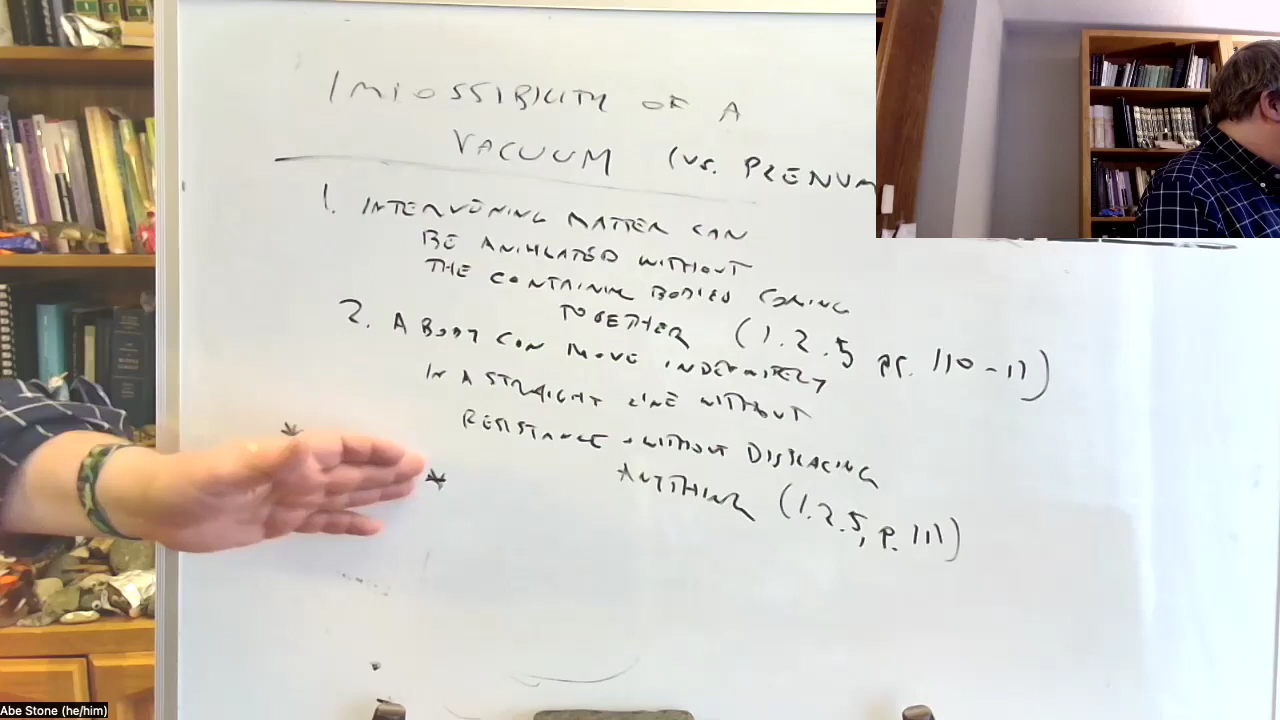 IMPOSSIBILITY OF A
VACUUM (VS. PLENUM
1. INTERVENING MATTER CAN
BE ANIHLATED WITHOUT
THE CONTAINING BODIES COMING
TOGETHER (1.2.5 PP. 110-11)
2. A BODY CAN MOVE INDEFINITELY
IN A STRAIGHT LINE WITHOUT
RESISTANCE + WITHOUT DISPLACING
ANYTHING (1.2.5, P. 111)
Abe Stone (he/him)